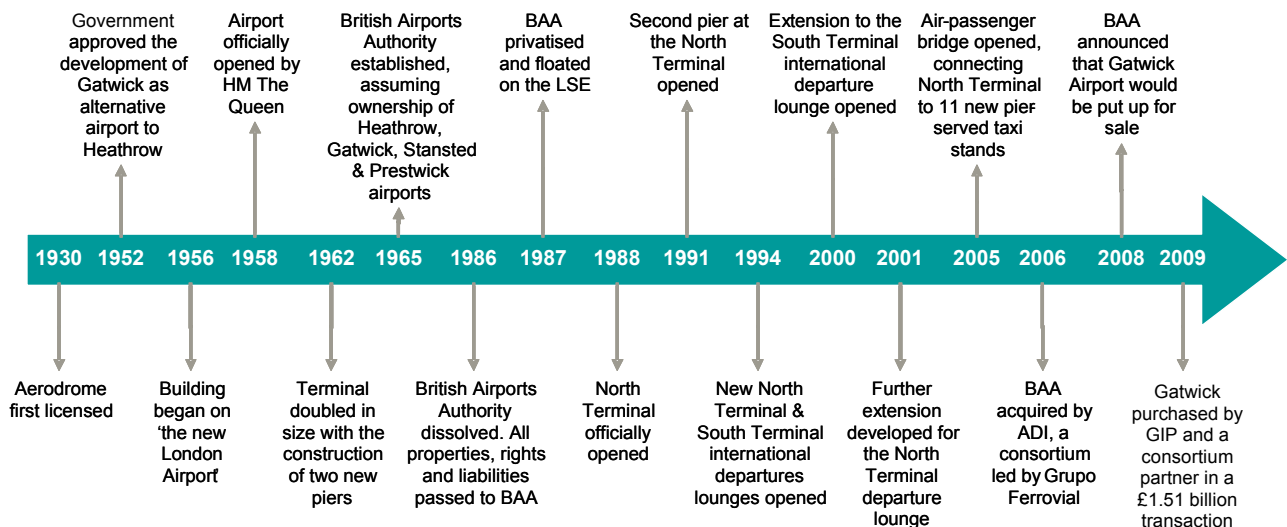 Government
approved the
development of
Gatwick as
alternative
airport to
Heathrow
Airport
officially
opened by
HM The
Queen
British Airports
Authority
established,
assuming
ownership of
Heathrow,
Gatwick, Stansted
& Prestwick
airports
BAA
privatised
and floated
on the LSE
Second pier at
the North
Terminal
opened
Extension to the
South Terminal
international
departure
lounge opened
Air-passenger
bridge opened,
connecting
North Terminal
to 11 new pier-
served taxi
stands
BAA
announced
that Gatwick
Airport would
be put up for
sale
1930 1952 1956 1958 1962 1965 1986 1987 1988 1991 1994 2000 2001 2005 2006 2008 2009
Aerodrome
first licensed
Building
began on
'the new
London
Airport'
Terminal
doubled in
size with the
construction
of two new
piers
British Airports
Authority
dissolved. All
properties, rights
and liabilities
passed to BAA
North
Terminal
officially
opened
New North
Terminal &
South Terminal
international
departures
lounges opened
Further
extension
developed for
the North
Terminal
departure
lounge
BAA
acquired by
ADI, a
consortium
led by Grupo
Ferrovial
Gatwick
purchased by
GIP and a
consortium
partner in a
£1.51 billion
transaction